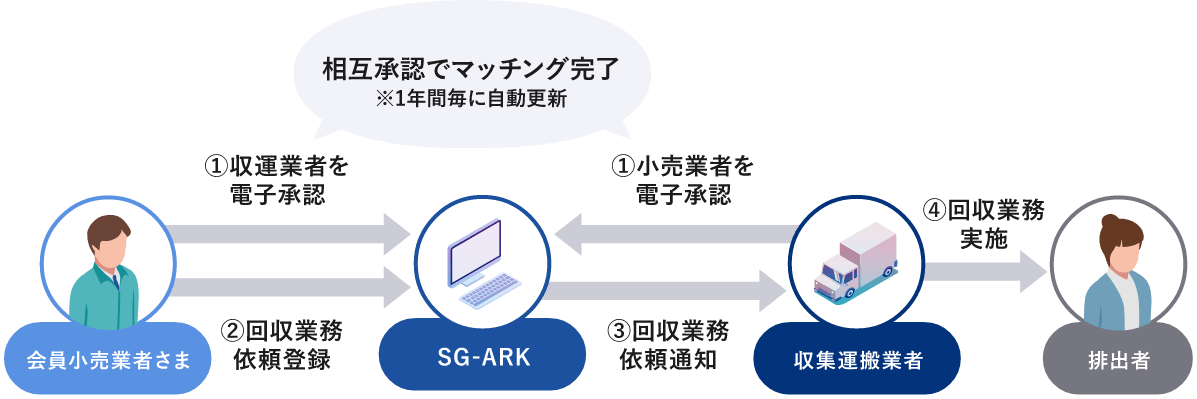 相互承認でマッチング完了
※1年間毎に自動更新
①収運業者を
電子承認
①小売業者を
電子承認
④回収業務
実施
②回収業務
依頼登録
③回収業務
依頼通知
会員小売業者さま
SG-ARK
収集運搬業者
排出者